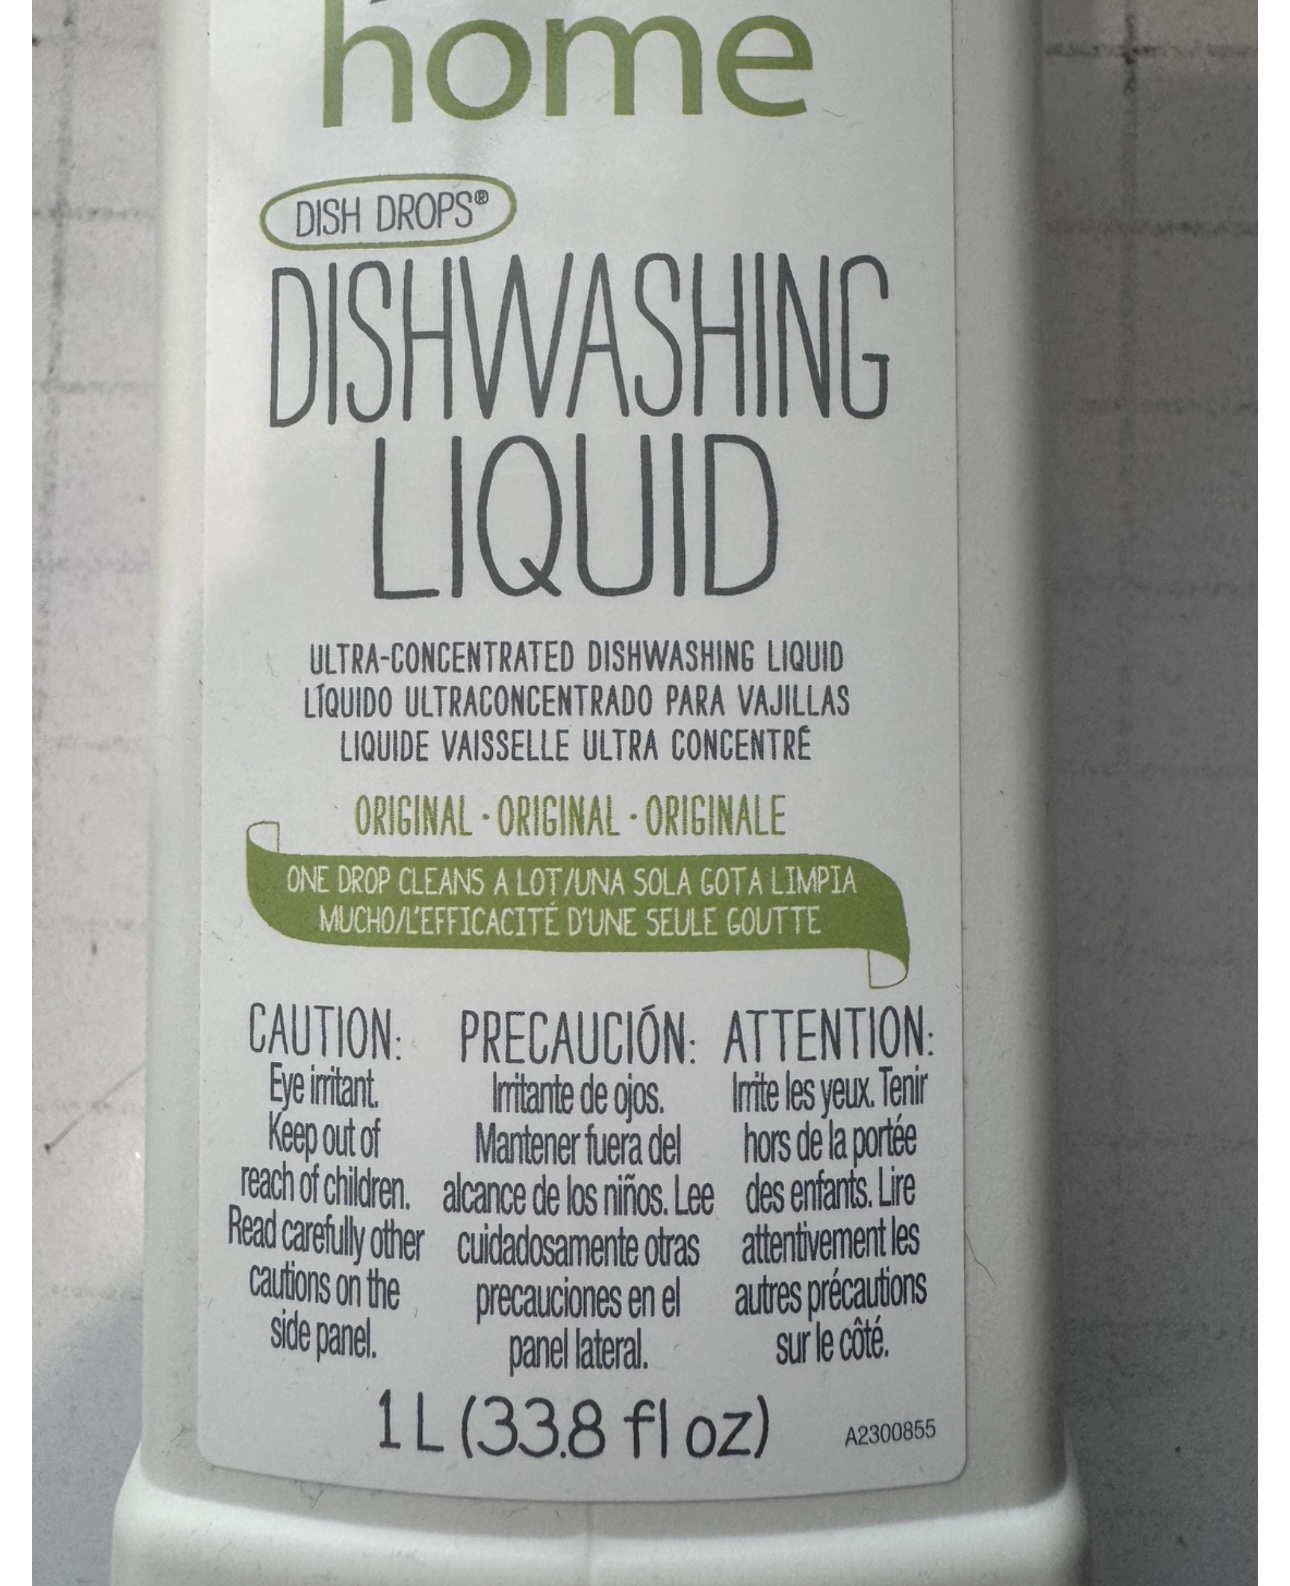 home
DISH DROPS®
DISHWASHING
LIQUID
ULTRA-CONCENTRATED DISHWASHING LIQUID
LÍQUIDO ULTRACONCENTRADO PARA VAJILLAS
LIQUIDE VAISSELLE ULTRA CONCENTRÉ
ORIGINAL · ORIGINAL · ORIGINALE
ONE DROP CLEANS A LOT/UNA SOLA GOTA LIMPIA
MUCHO/L'EFFICACITÉ D'UNE SEULE GOUTTE
CAUTION:
Eye irritant.
Keep out of
reach of children.
Read carefully other
cautions on the
side panel.
PRECAUCIÓN:
Irritante de ojos.
Mantener fuera del
alcance de los niños. Lee
cuidadosamente otras
precauciones en el
panel lateral.
ATTENTION:
Irrite les yeux. Tenir
hors de la portée
des enfants. Lire
attentivement les
autres précautions
sur le côté.
1 L (33.8 fl oz)
A2300855